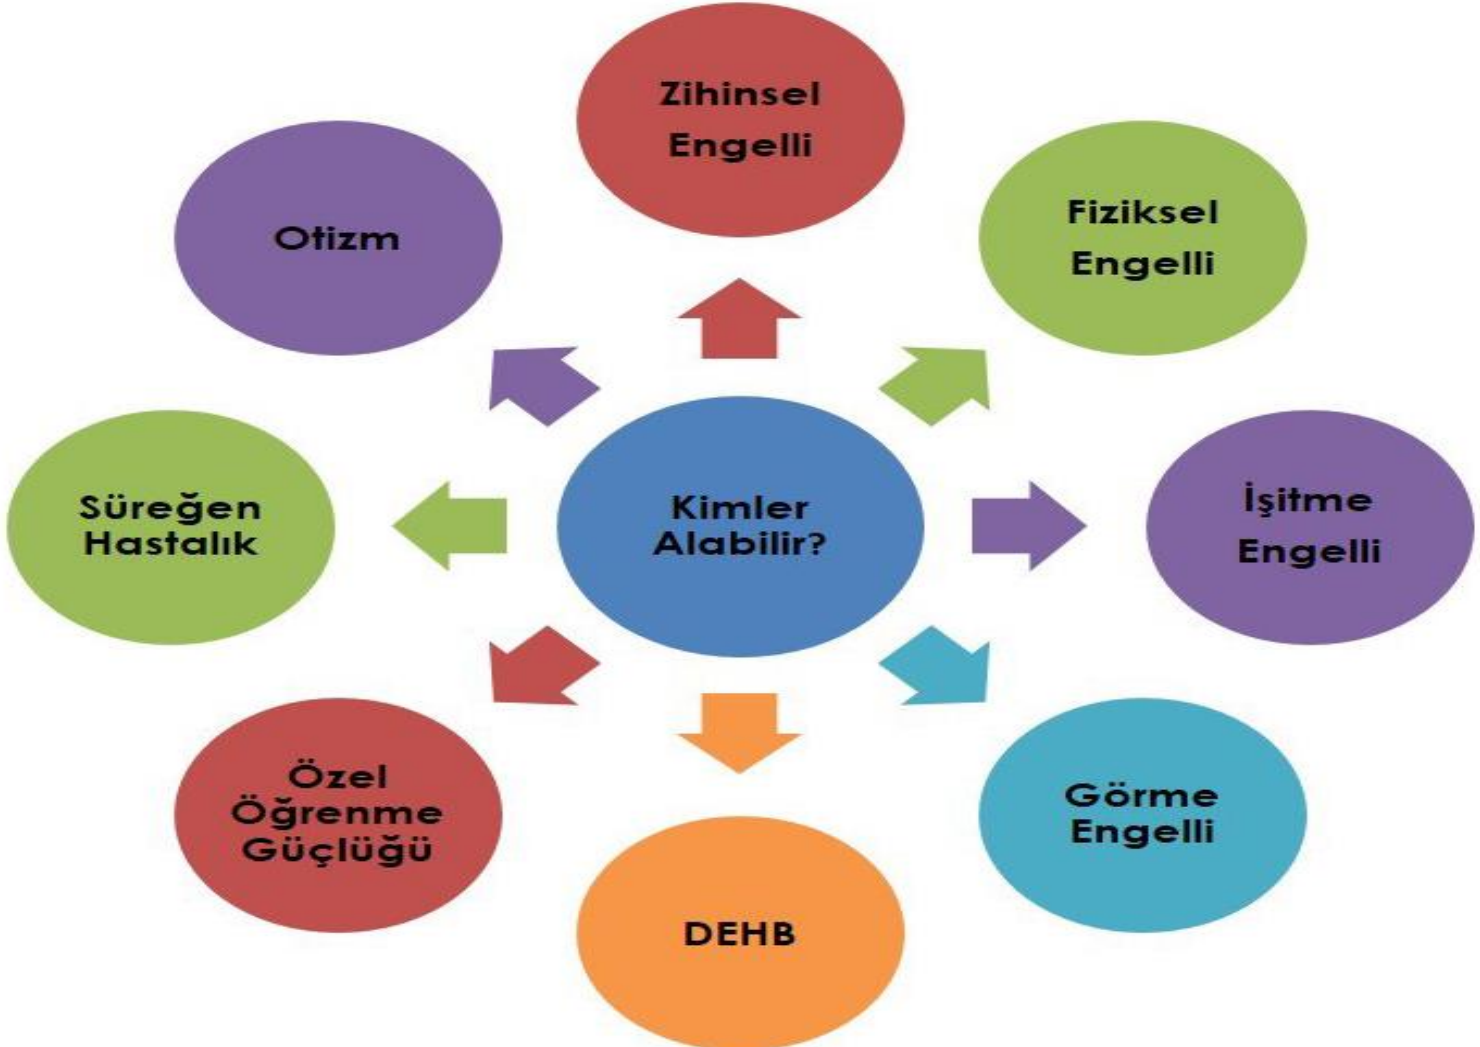 Zihinsel
Engelli
Fiziksel
Engelli
İşitme
Engelli
Görme
Engelli
DEHB
Özel
Öğrenme
Güçlüğü
Süreğen
Hastalık
Otizm
Kimler
Alabilir?